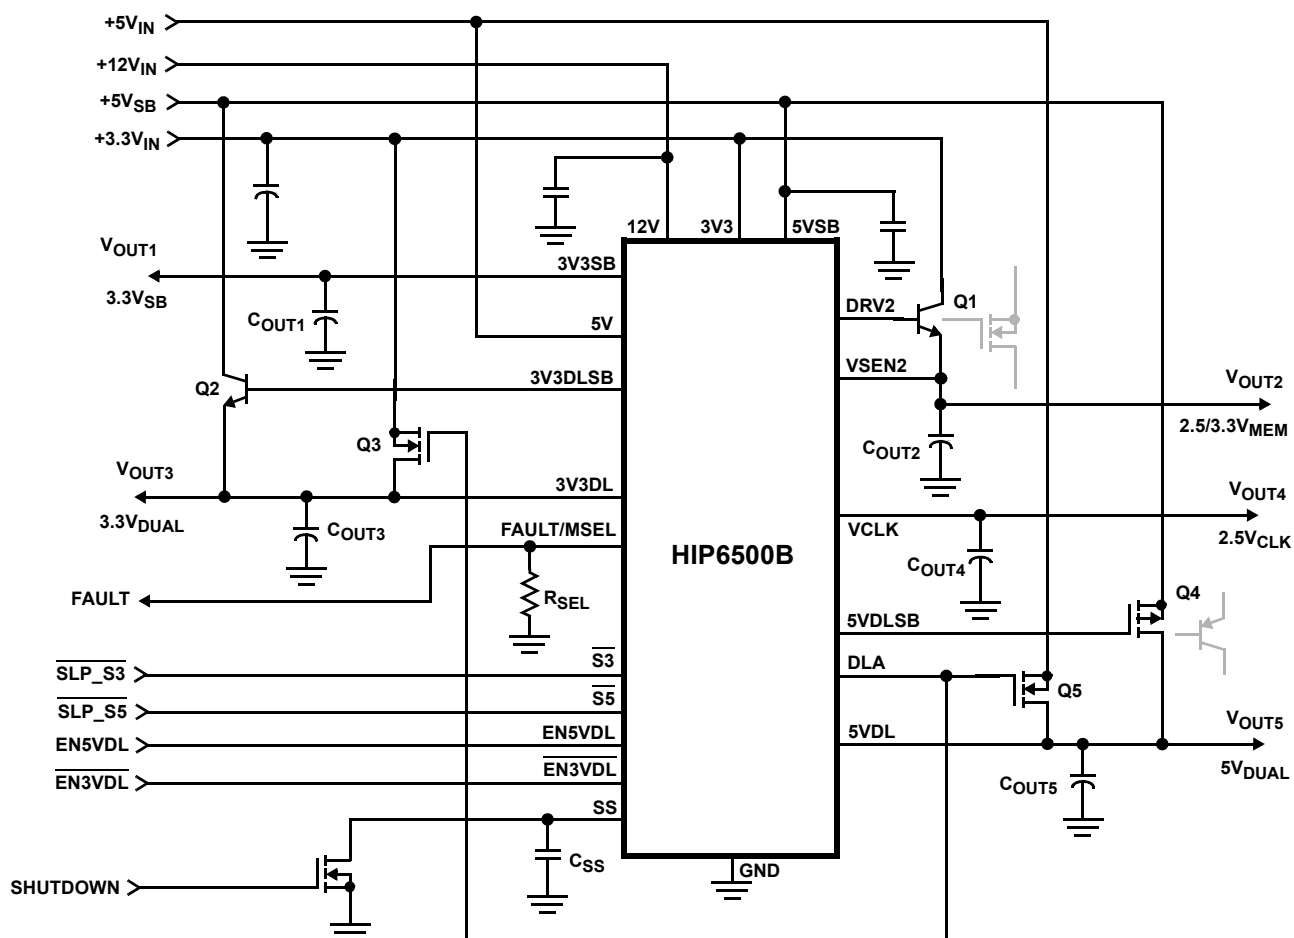 +5VIN
+12VIN
+5VSB
+3.3VIN
12V
3V3
5VSB
VOUT1
3V3SB
3.3VSB
COUT1
5V
DRV2
Q1
VSEN2
Q2
3V3DLSB
VOUT2
2.5/3.3VMEM
Q3
COUT2
VOUT3
3V3DL
VOUT4
3.3VDUAL
COUT3
FAULT/MSEL
VCLK
2.5VCLK
HIP6500B
COUT4
FAULT
RSEL
Q4
5VDLSB
SLP_S3
S3
DLA
Q5
SLP_S5
S5
VOUT5
EN5VDL
EN5VDL
5VDL
5VDUAL
EN3VDL
EN3VDL
COUT5
SS
CSS
GND
SHUTDOWN